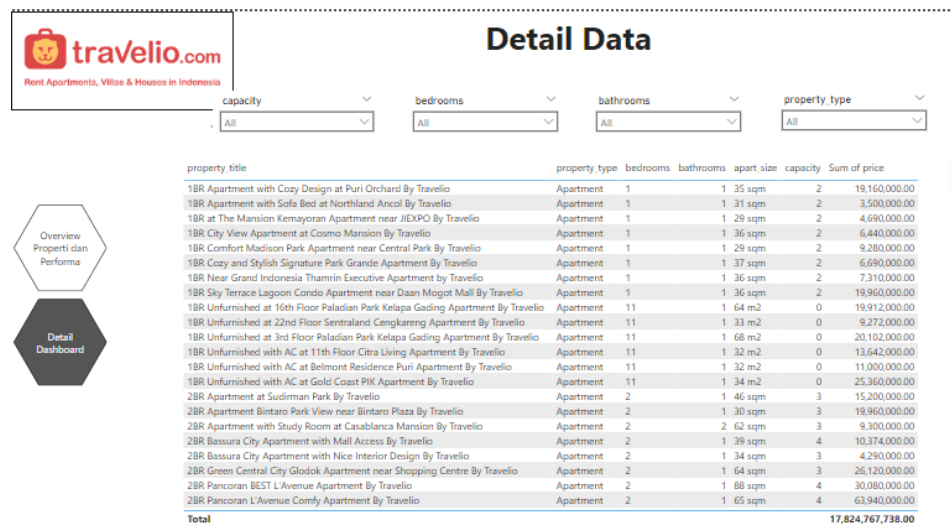 travelio.com
Rent Apartments, Villas & Houses in Indonesia
Detail Data
capacity bedrooms bathrooms property_type
All All All All
Overview
Properti dan
Performa
Detail
Dashboard
property_title property_type bedrooms bathrooms apart_size capacity Sum of price
1BR Apartment with Cozy Design at Puri Orchard By Travelio Apartment 1 1 35 sqm 2 19,160,000.00
1BR Apartment with Sofa Bed at Northland Ancol By Travelio Apartment 1 1 31 sqm 2 3,500,000.00
1BR at The Mansion Kemayoran Apartment near JIEXPO By Travelio Apartment 1 1 29 sqm 2 4,690,000.00
1BR City View Apartment at Cosmo Mansion By Travelio Apartment 1 1 36 sqm 2 6,440,000.00
1BR Comfort Madison Park Apartment near Central Park By Travelio Apartment 1 1 29 sqm 2 9,280,000.00
1BR Cozy and Stylish Signature Park Grande Apartment By Travelio Apartment 1 1 37 sqm 2 6,690,000.00
1BR Near Grand Indonesia Thamrin Executive Apartment by Travelio Apartment 1 1 36 sqm 2 7,310,000.00
1BR Sky Terrace Lagoon Condo Apartment near Daan Mogot Mall By Travelio Apartment 1 1 36 sqm 2 19,960,000.00
1BR Unfurnished at 16th Floor Paladian Park Kelapa Gading Apartment By Travelio Apartment 11 1 64 m2 0 19,912,000.00
1BR Unfurnished at 22nd Floor Sentraland Cengkareng Apartment By Travelio Apartment 11 1 33 m2 0 9,272,000.00
1BR Unfurnished at 3rd Floor Paladian Park Kelapa Gading Apartment By Travelio Apartment 11 1 68 m2 0 20,102,000.00
1BR Unfurnished with AC at 11th Floor Citra Living Apartment By Travelio Apartment 11 1 32 m2 0 13,642,000.00
1BR Unfurnished with AC at Belmont Residence Puri Apartment By Travelio Apartment 11 1 32 m2 0 11,000,000.00
1BR Unfurnished with AC at Gold Coast PIK Apartment By Travelio Apartment 11 1 34 m2 0 25,360,000.00
2BR Apartment at Sudirman Park By Travelio Apartment 2 1 46 sqm 3 15,200,000.00
2BR Apartment Bintaro Park View near Bintaro Plaza By Travelio Apartment 2 1 30 sqm 3 19,960,000.00
2BR Apartment with Study Room at Casablanca Mansion By Travelio Apartment 2 2 62 sqm 3 9,300,000.00
2BR Bassura City Apartment with Mall Access By Travelio Apartment 2 1 39 sqm 4 10,374,000.00
2BR Bassura City Apartment with Nice Interior Design By Travelio Apartment 2 1 34 sqm 3 4,290,000.00
2BR Green Central City Glodok Apartment near Shopping Centre By Travelio Apartment 2 1 64 sqm 3 26,120,000.00
2BR Pancoran BEST L'Avenue Apartment By Travelio Apartment 2 1 88 sqm 4 30,080,000.00
2BR Pancoran L'Avenue Comfy Apartment By Travelio Apartment 2 1 65 sqm 4 63,940,000.00
Total 17,824,767,738.00